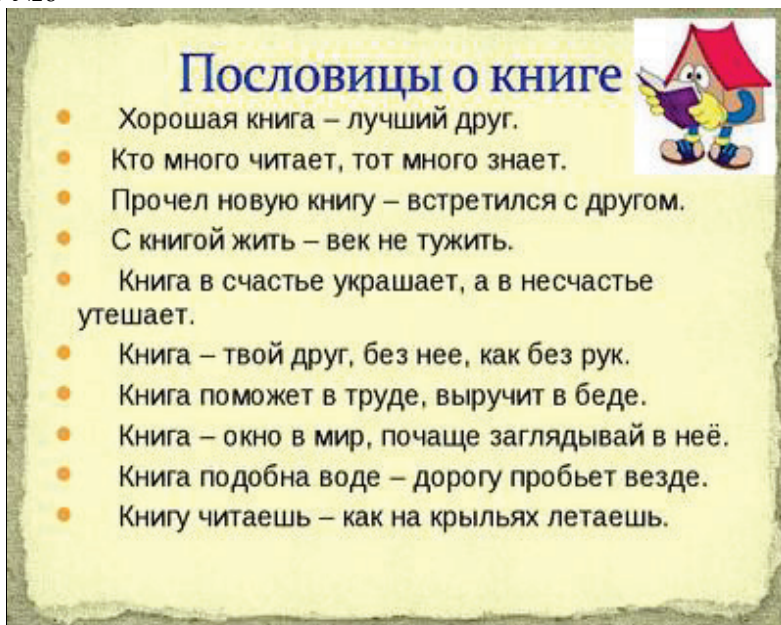 Пословицы о книге
Хорошая книга – лучший друг.
Кто много читает, тот много знает.
Прочел новую книгу – встретился с другом.
С книгой жить – век не тужить.
Книга в счастье украшает, а в несчастье
утешает.
Книга – твой друг, без нее, как без рук.
Книга поможет в труде, выручит в беде.
Книга – окно в мир, почаще заглядывай в неё.
Книга подобна воде – дорогу пробьет везде.
Книгу читаешь – как на крыльях летаешь.